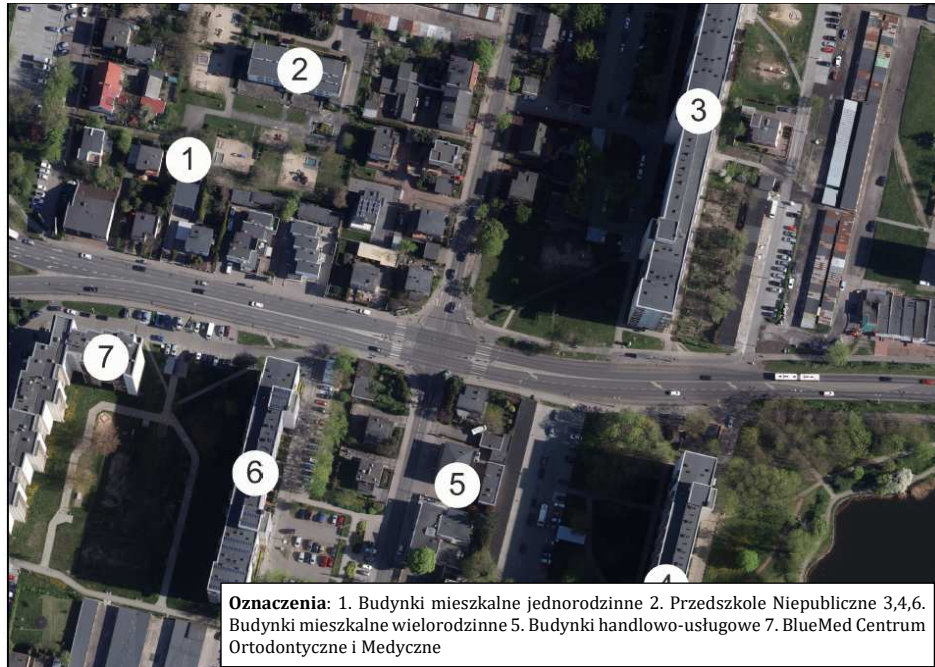 2
3
1
7
6
5
4
Oznaczenia: 1. Budynki mieszkalne jednorodzinne 2. Przedszkole Niepubliczne 3,4,6.
Budynki mieszkalne wielorodzinne 5. Budynki handlowo-usługowe 7. BlueMed Centrum
Ortodontyczne i Medyczne